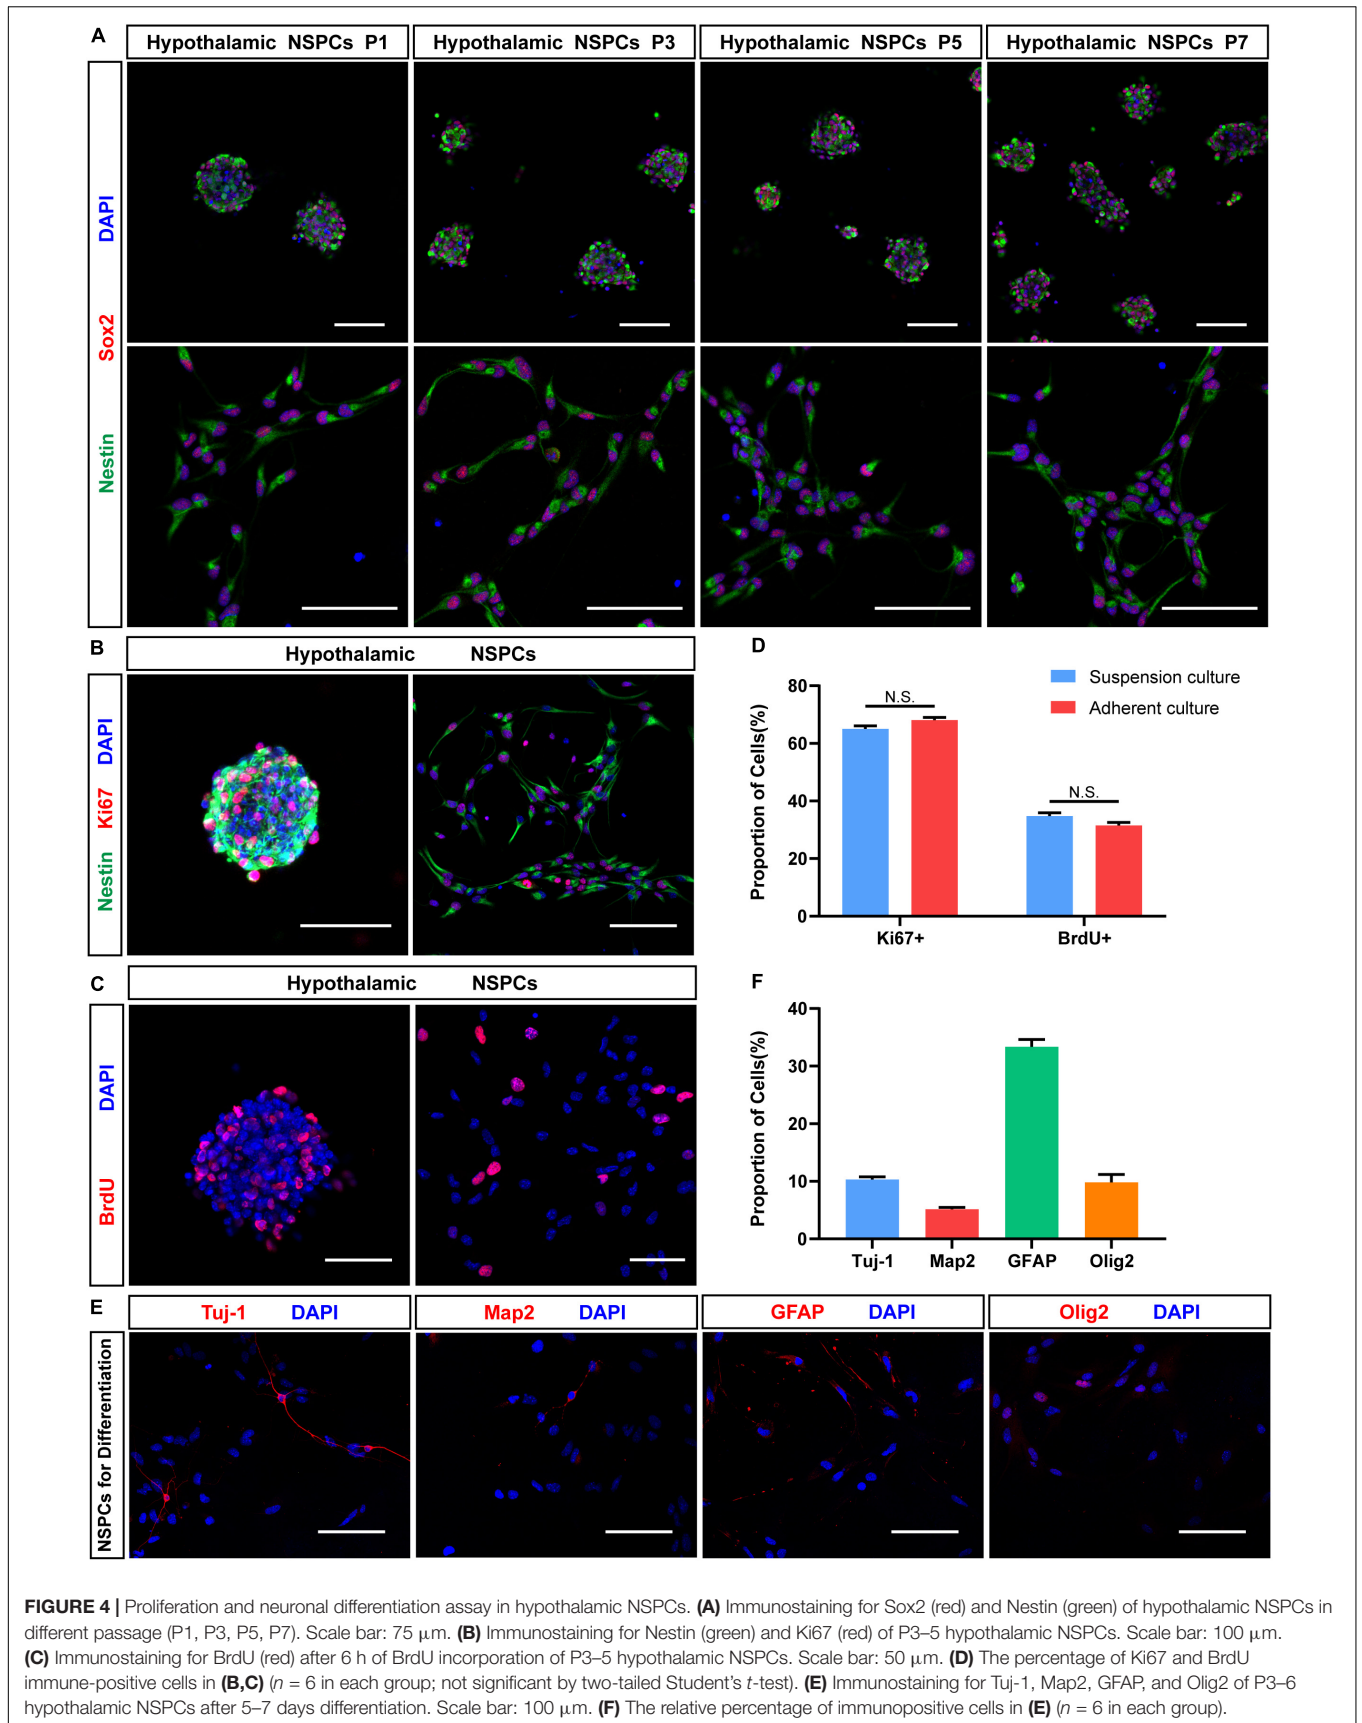 A
Hypothalamic NSPCs P1
Hypothalamic NSPCs P3
Hypothalamic NSPCs P5
Hypothalamic NSPCs P7
Nestin Sox2 DAPI
B
Hypothalamic NSPCs
Nestin Ki67 DAPI
D
Suspension culture
Adherent culture
Proportion of Cells(%)
80
60
40
20
0
N.S.
N.S.
Ki67+
BrdU+
C
Hypothalamic NSPCs
BrdU DAPI
F
Proportion of Cells(%)
40
30
20
10
0
Tuj-1
Map2
GFAP
Olig2
E
Tuj-1 DAPI
Map2 DAPI
GFAP DAPI
Olig2 DAPI
NSPCs for Differentiation
FIGURE 4 | Proliferation and neuronal differentiation assay in hypothalamic NSPCs. (A) Immunostaining for Sox2 (red) and Nestin (green) of hypothalamic NSPCs in
different passage (P1, P3, P5, P7). Scale bar: 75 μm. (B) Immunostaining for Nestin (green) and Ki67 (red) of P3–5 hypothalamic NSPCs. Scale bar: 100 μm.
(C) Immunostaining for BrdU (red) after 6 h of BrdU incorporation of P3–5 hypothalamic NSPCs. Scale bar: 50 μm. (D) The percentage of Ki67 and BrdU
immune-positive cells in (B,C) (n = 6 in each group; not significant by two-tailed Student's t-test). (E) Immunostaining for Tuj-1, Map2, GFAP, and Olig2 of P3–6
hypothalamic NSPCs after 5–7 days differentiation. Scale bar: 100 μm. (F) The relative percentage of immunopositive cells in (E) (n = 6 in each group).